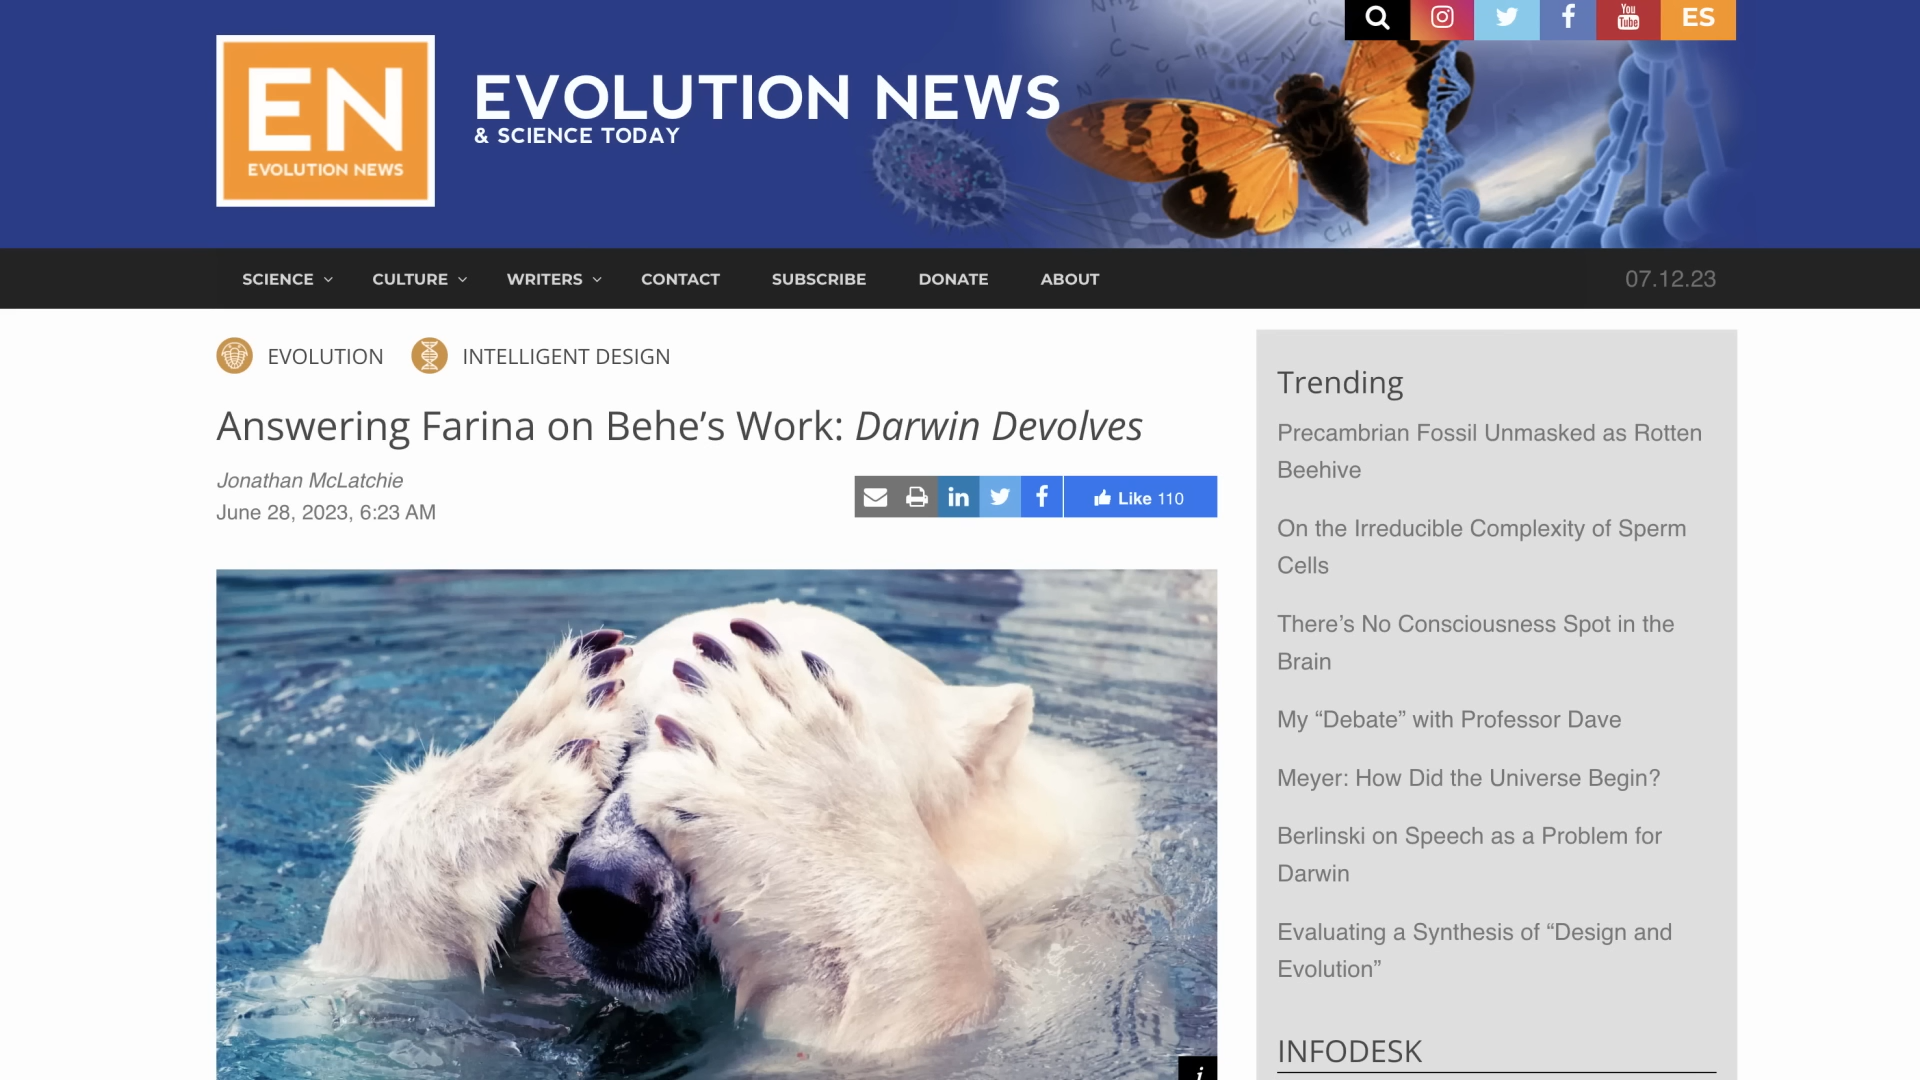 ES
EN
EVOLUTION NEWS
EVOLUTION NEWS
& SCIENCE TODAY
SCIENCE
CULTURE
WRITERS
CONTACT
SUBSCRIBE
DONATE
ABOUT
07.12.23
EVOLUTION
INTELLIGENT DESIGN
Answering Farina on Behe’s Work: Darwin Devolves
Jonathan McLatchie
June 28, 2023, 6:23 AM
in
Like 110
Trending
Precambrian Fossil Unmasked as Rotten
Beehive
On the Irreducible Complexity of Sperm
Cells
There’s No Consciousness Spot in the
Brain
My “Debate” with Professor Dave
Meyer: How Did the Universe Begin?
Berlinski on Speech as a Problem for
Darwin
Evaluating a Synthesis of “Design and
Evolution”
INFODESK